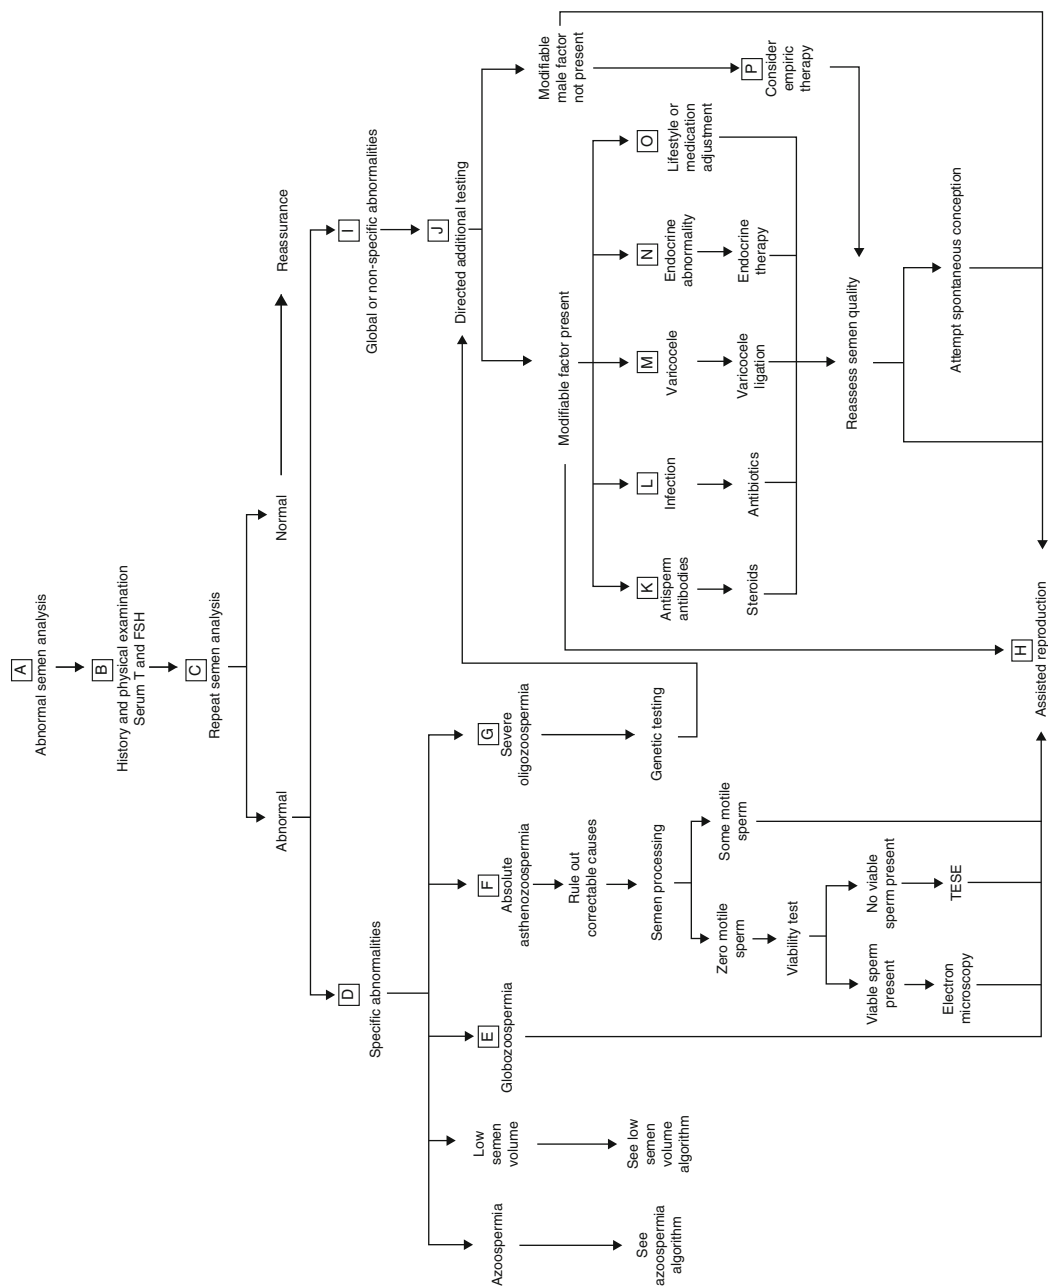 A
Abnormal semen analysis
B
History and physical examination
Serum T and FSH
C
Repeat semen analysis
Abnormal
Normal
Reassurance
D
Specific abnormalities
I
Global or non-specific abnormalities
J
Directed additional testing
Azoospermia
Low
semen
volume
E
Globozoospermia
F
Absolute
asthenozoospermia
G
Severe
oligozoospermia
Modifiable factor present
Modifiable
male factor
not present
See
azoospermia
algorithm
See low
semen
volume
algorithm
Rule out
correctable causes
Semen processing
Genetic testing
Zero motile
sperm
Some motile
sperm
Viability test
Viable sperm
present
No viable
sperm present
Electron
microscopy
TESE
K
Antisperm
antibodies
L
Infection
M
Varicocele
N
Endocrine
abnormality
O
Lifestyle or
medication
adjustment
P
Consider
empiric
therapy
Steroids
Antibiotics
Varicocele
ligation
Endocrine
therapy
Reassess semen quality
Attempt spontaneous conception
H
Assisted reproduction